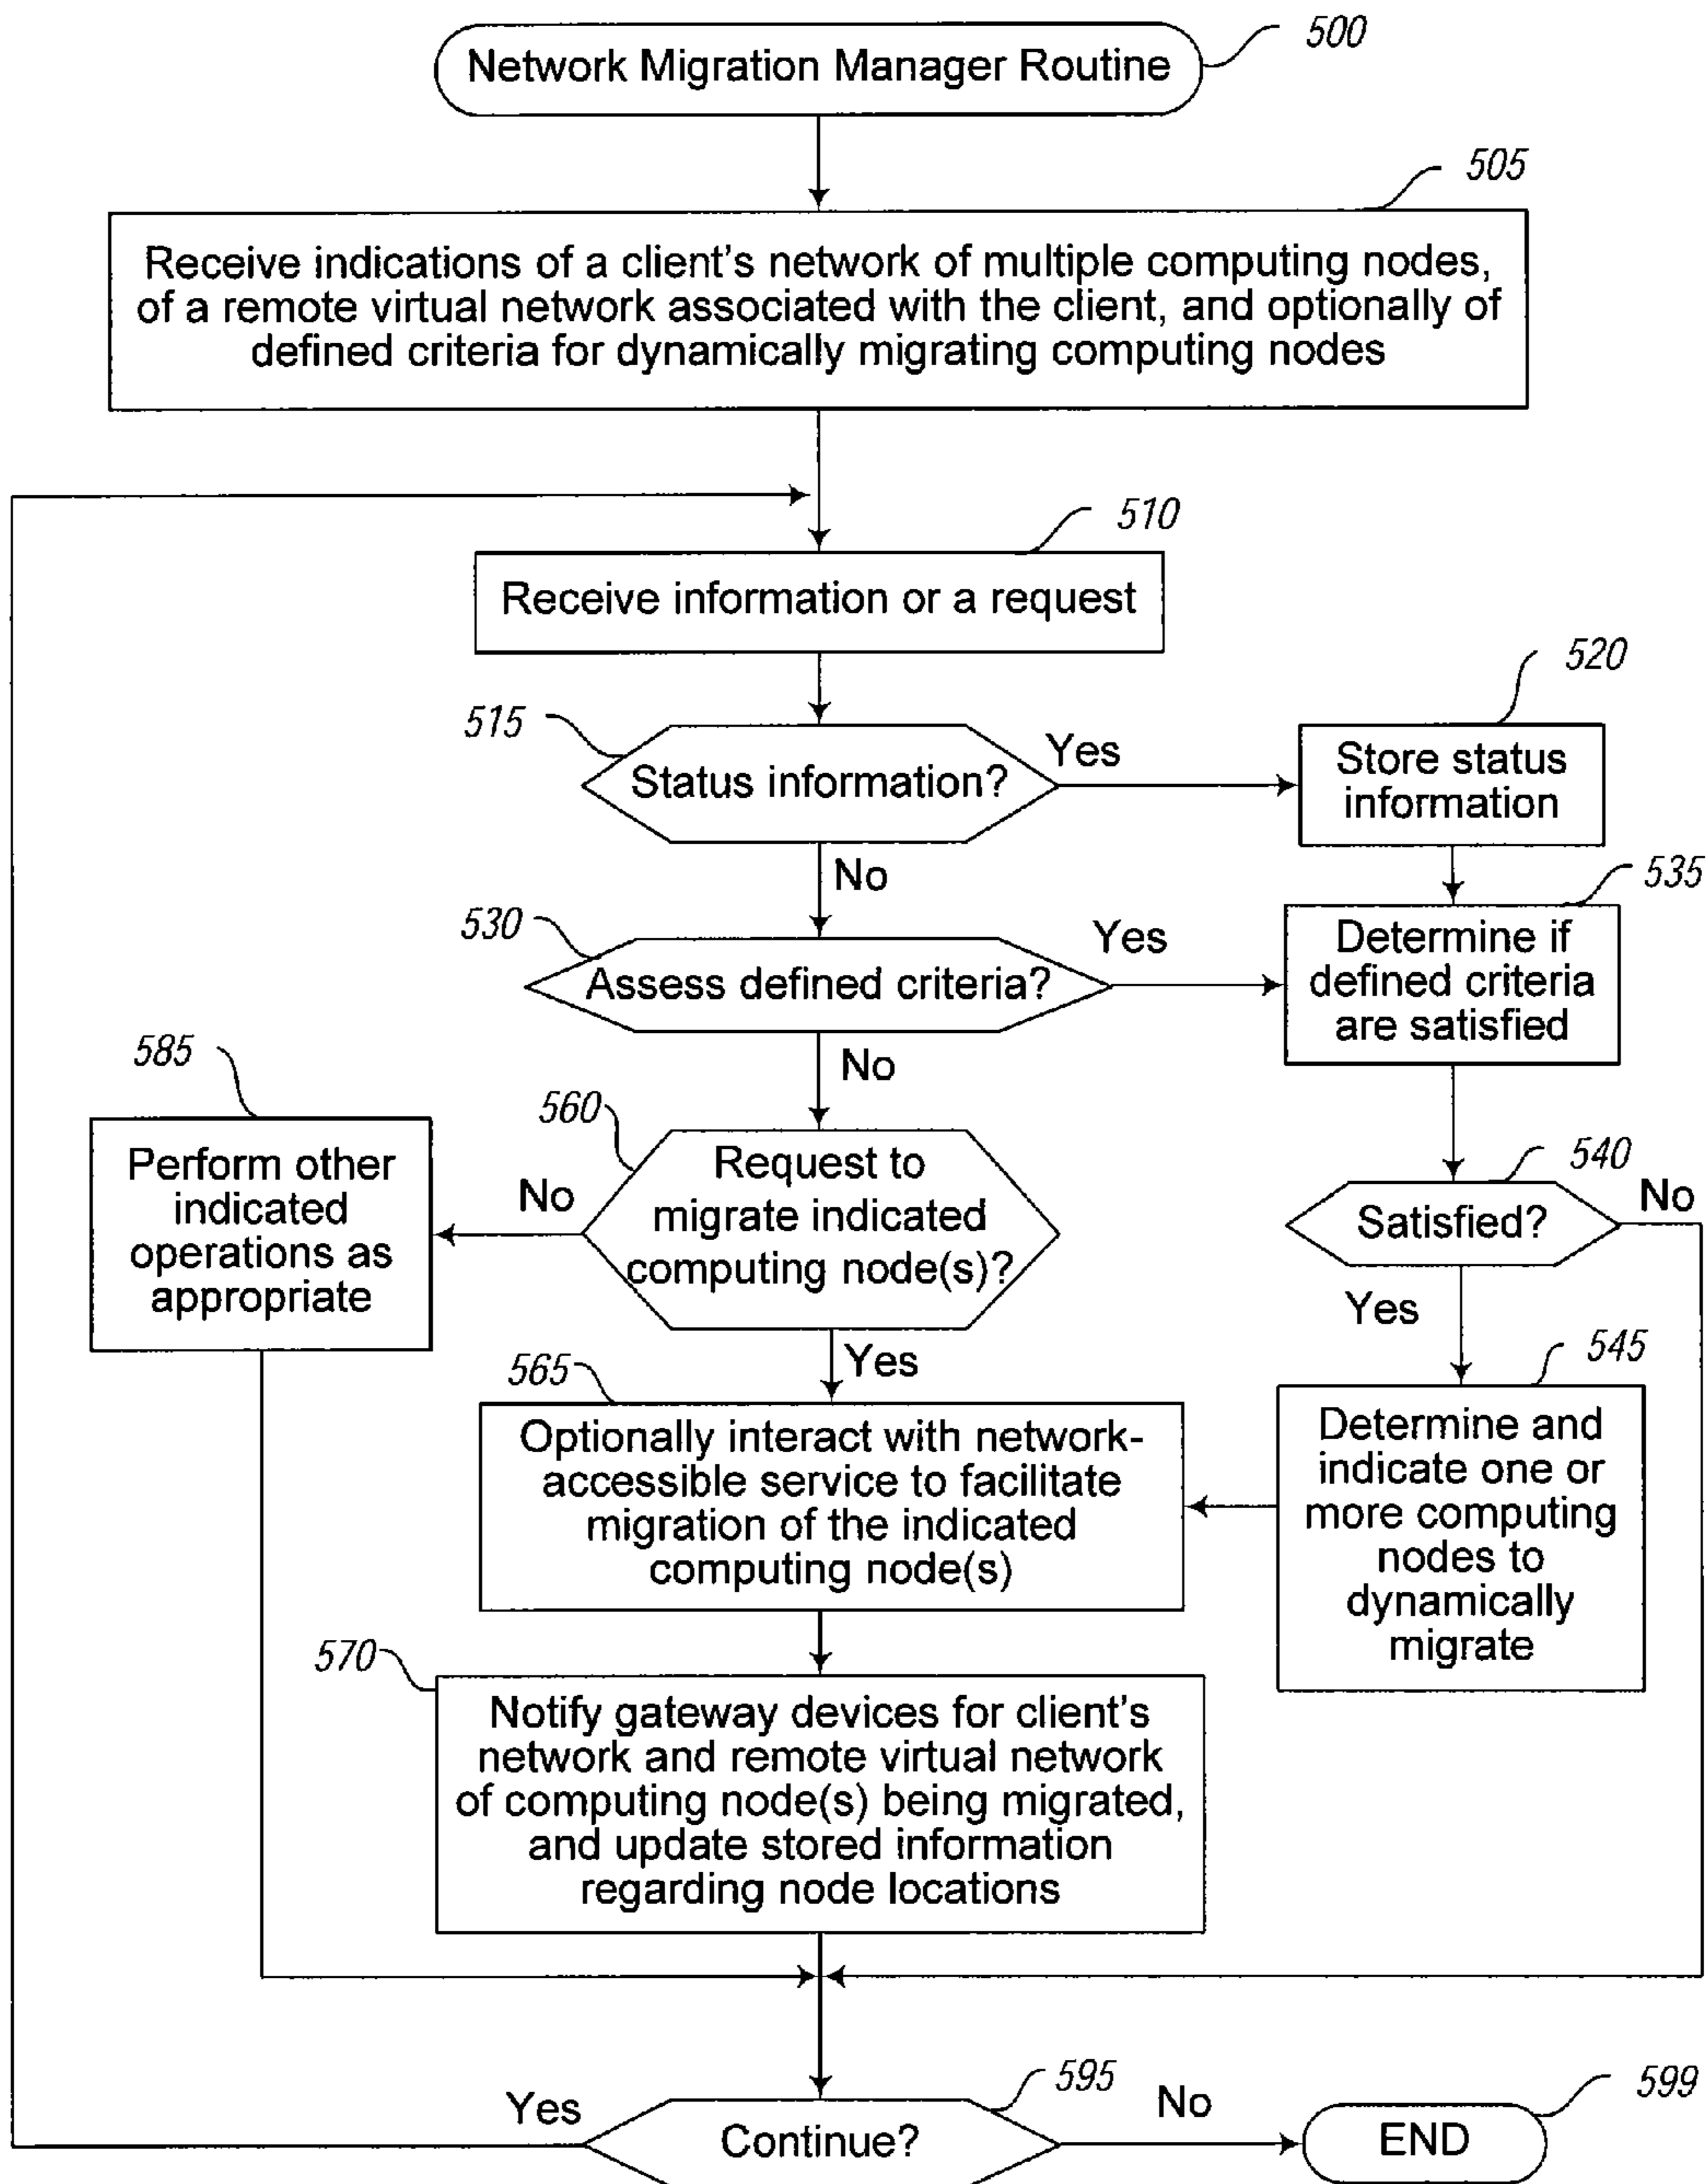 500
Network Migration Manager Routine
505
Receive indications of a client's network of multiple computing nodes,
of a remote virtual network associated with the client, and optionally of
defined criteria for dynamically migrating computing nodes
510
Receive information or a request
515
Status information?
Yes
520
Store status
information
No
530
Assess defined criteria?
Yes
535
Determine if
defined criteria
are satisfied
No
585
Perform other
indicated
operations as
appropriate
No
560
Request to
migrate indicated
computing node(s)?
540
Satisfied?
No
Yes
Yes
565
Optionally interact with network-
accessible service to facilitate
migration of the indicated
computing node(s)
545
Determine and
indicate one or
more computing
nodes to
dynamically
migrate
570
Notify gateway devices for client's
network and remote virtual network
of computing node(s) being migrated,
and update stored information
regarding node locations
Yes
595
Continue?
No
599
END